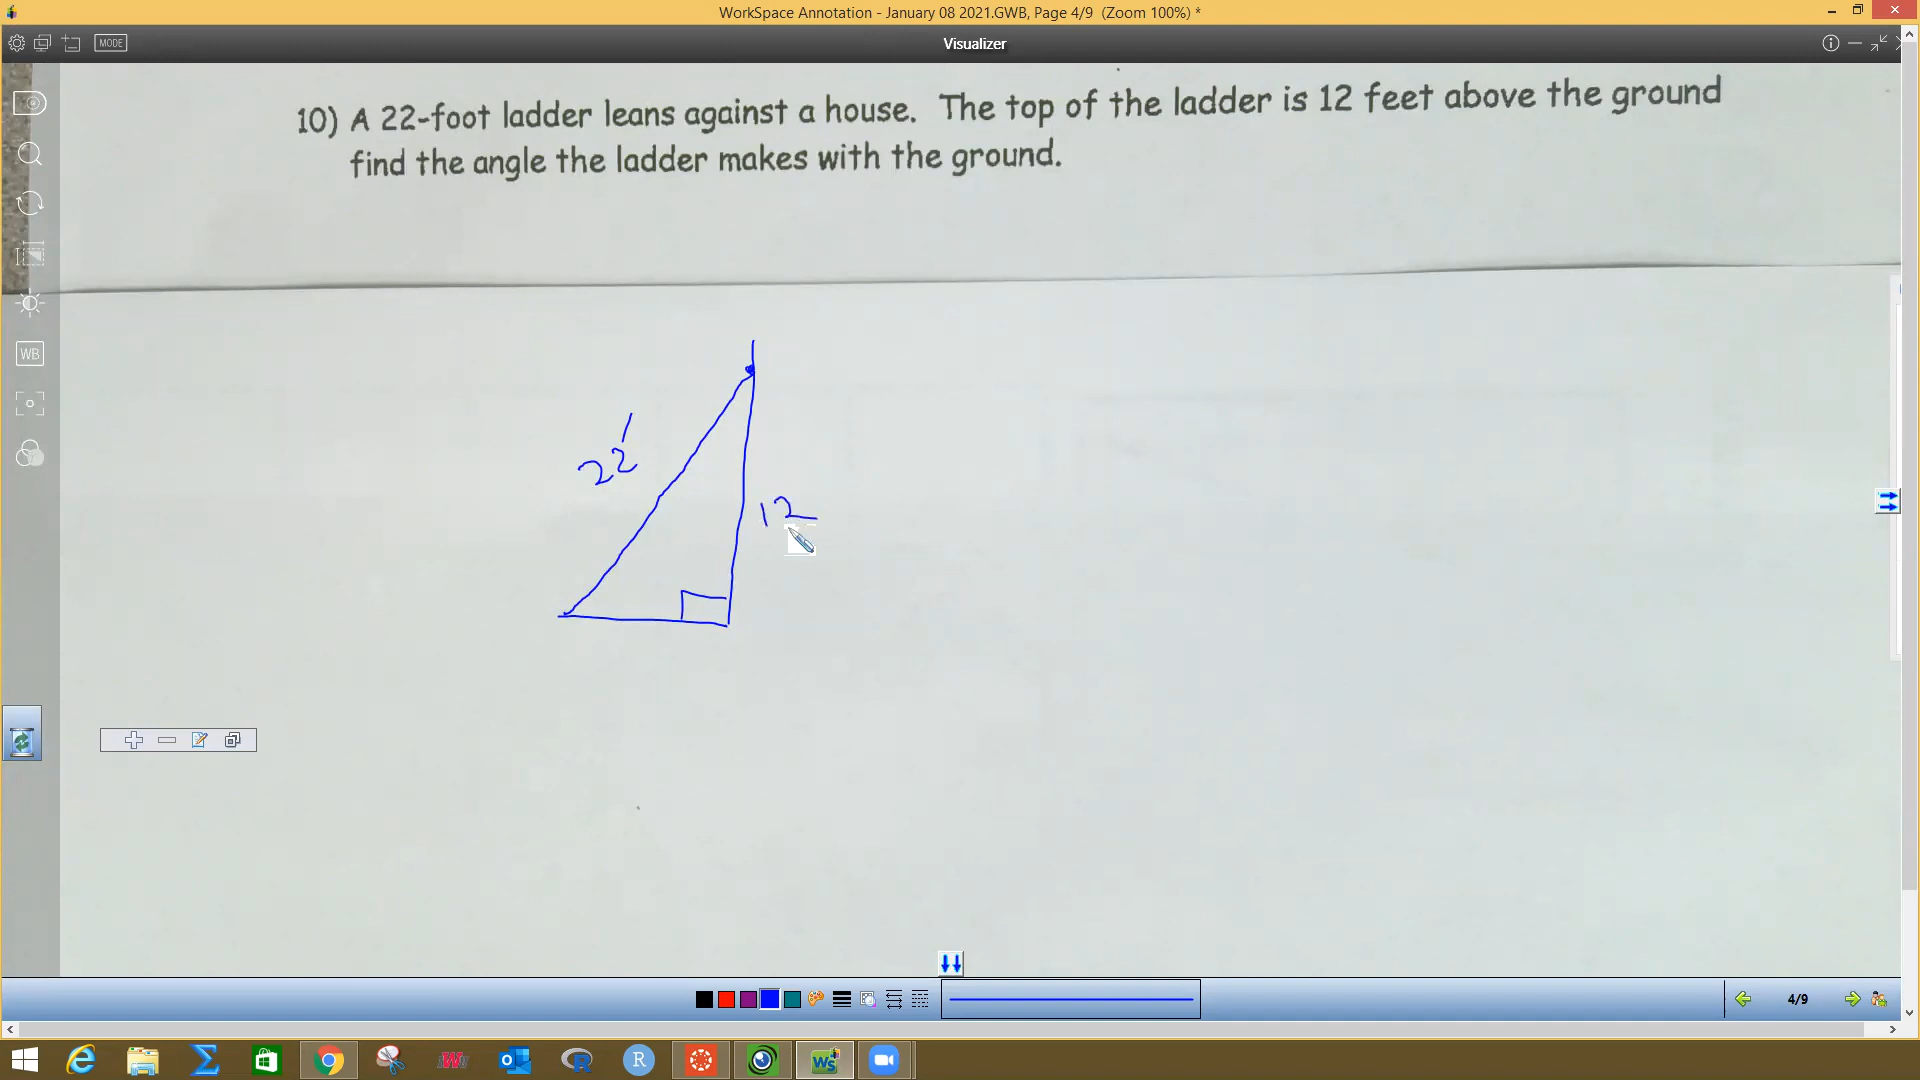 WorkSpace Annotation - January 08 2021.GWB, Page 4/9 (Zoom 100%) *
MODE
Visualizer
10) A 22-foot ladder leans against a house. The top of the ladder is 12 feet above the ground
find the angle the ladder makes with the ground.
WB
22'
12
4/9
R
WS